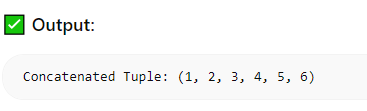 ✅ Output:
Concatenated Tuple: (1, 2, 3, 4, 5, 6)